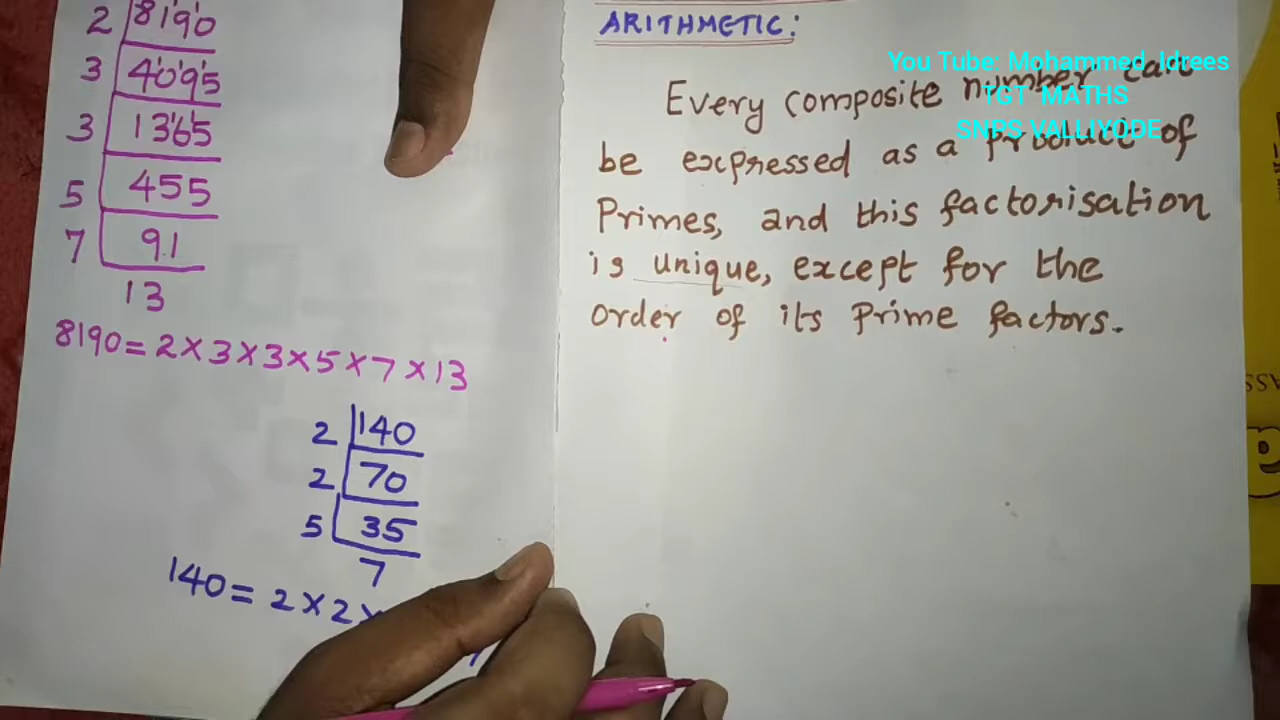 2 8190
3 4095
3 1365
5 455
7 91
13
8190 = 2 × 3 × 3 × 5 × 7 × 13
2 140
2 70
5 35
7
140 = 2 × 2 ×
ARITHMETIC:
Every composite number can
be expressed as a product of
Primes, and this factorisation
is unique, except for the
order of its Prime factors.
You Tube: Mohammed Idrees
TGT MATHS
SNPS VALLIYODE